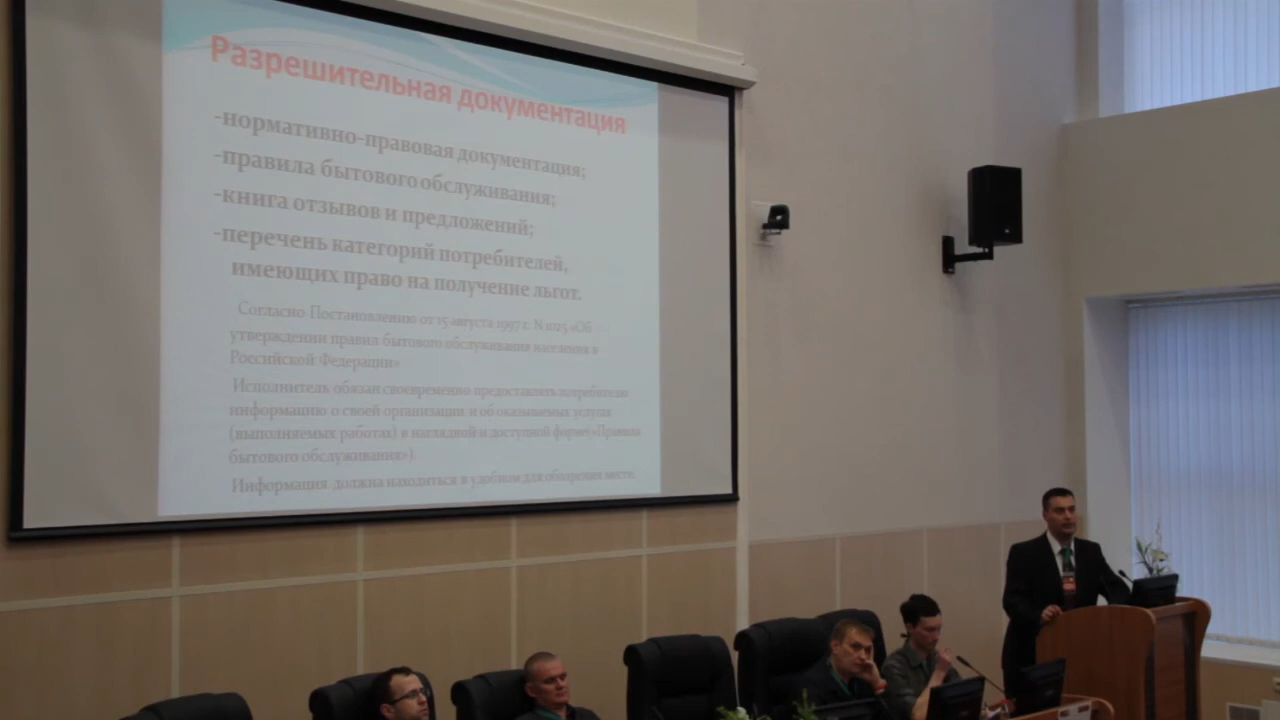 Разрешительная документация
-нормативно-правовая документация;
-правила бытового обслуживания;
-книга отзывов и предложений;
-перечень категорий потребителей,
имеющих право на получение льгот.
Согласно Постановлению от 15 августа 1997 г. N 1025 «Об
утверждении правил бытового обслуживания населения в
Российской Федерации»
Исполнитель обязан своевременно предоставлять потребителю
информацию о своей организации и об оказываемых услугах
(выполняемых работах) в наглядной и доступной форме(«Правила
бытового обслуживания»).
Информация должна находиться в удобном для обозрения месте.